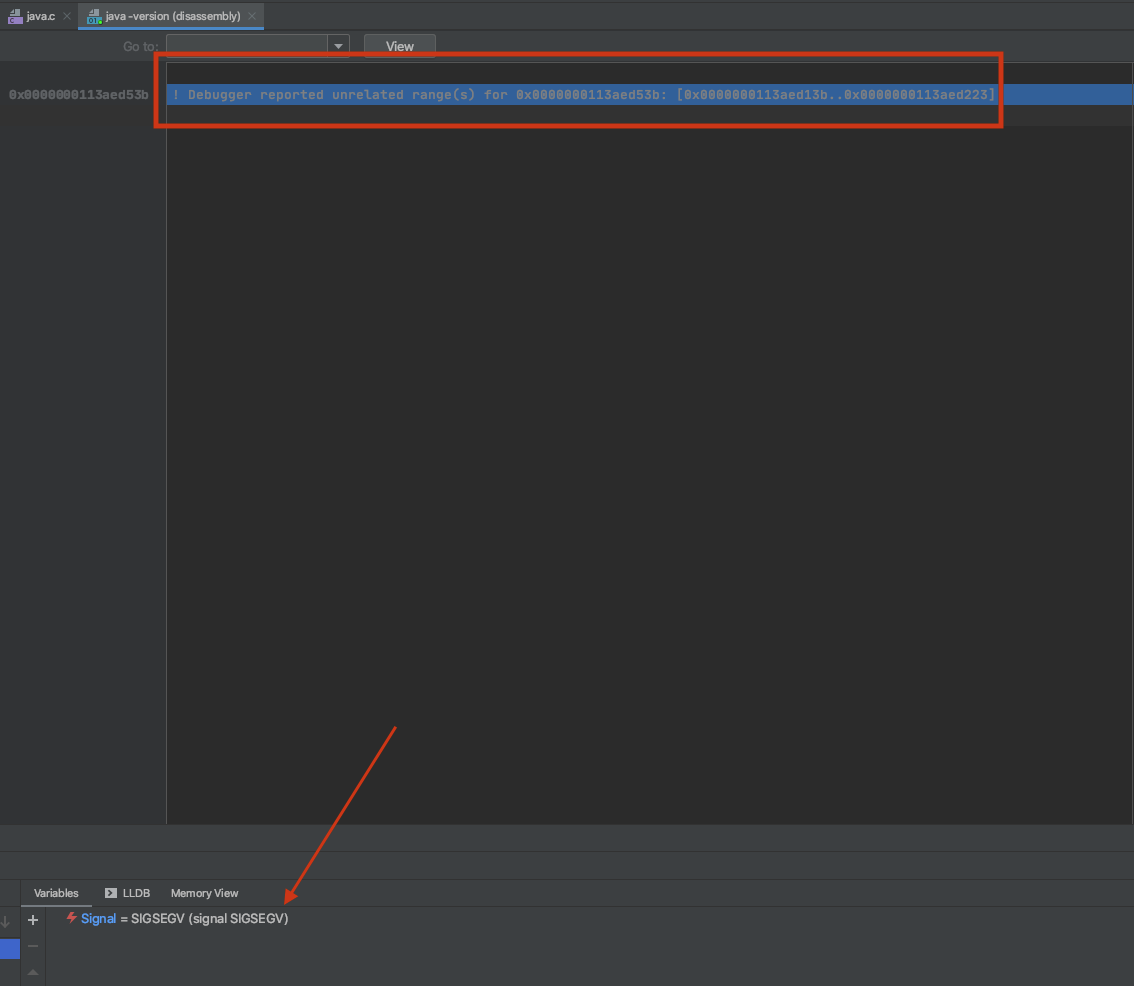 java.c
java -version (disassembly)
Go to:
View
0x0000000113aed53b
! Debugger reported unrelated range(s) for 0x0000000113aed53b: [0x0000000113aed13b..0x0000000113aed223]
Variables
LLDB
Memory View
Signal = SIGSEGV (signal SIGSEGV)